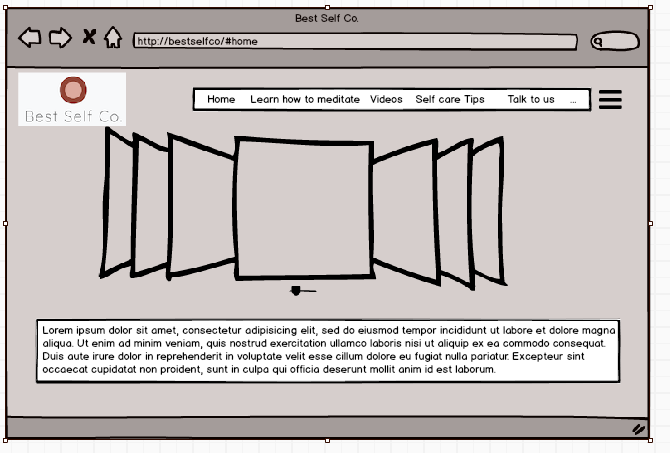 Best Self Co.
http://bestselfco/#home
Best Self Co.
Home Learn how to meditate Videos Self care Tips Talk to us ...
Lorem ipsum dolor sit amet, consectetur adipisicing elit, sed do eiusmod tempor incididunt ut labore et dolore magna
aliqua. Ut enim ad minim veniam, quis nostrud exercitation ullamco laboris nisi ut aliquip ex ea commodo consequat.
Duis aute irure dolor in reprehenderit in voluptate velit esse cillum dolore eu fugiat nulla pariatur. Excepteur sint
occaecat cupidatat non proident, sunt in culpa qui officia deserunt mollit anim id est laborum.